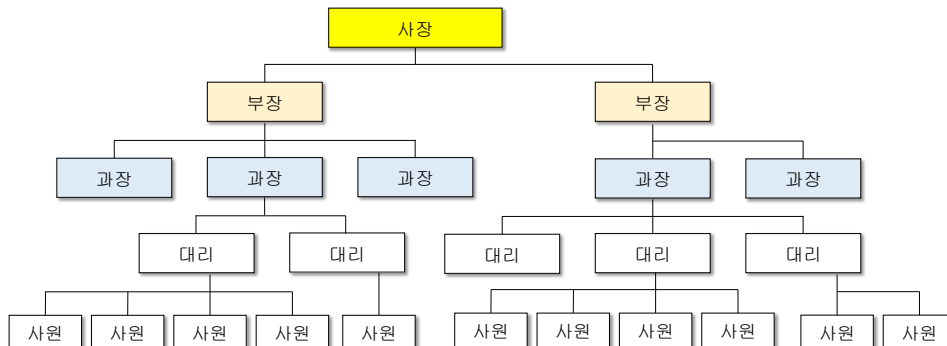 사장
부장 부장
과장 과장 과장 과장 과장
대리 대리 대리 대리 대리
사원 사원 사원 사원 사원 사원 사원 사원 사원 사원 사원